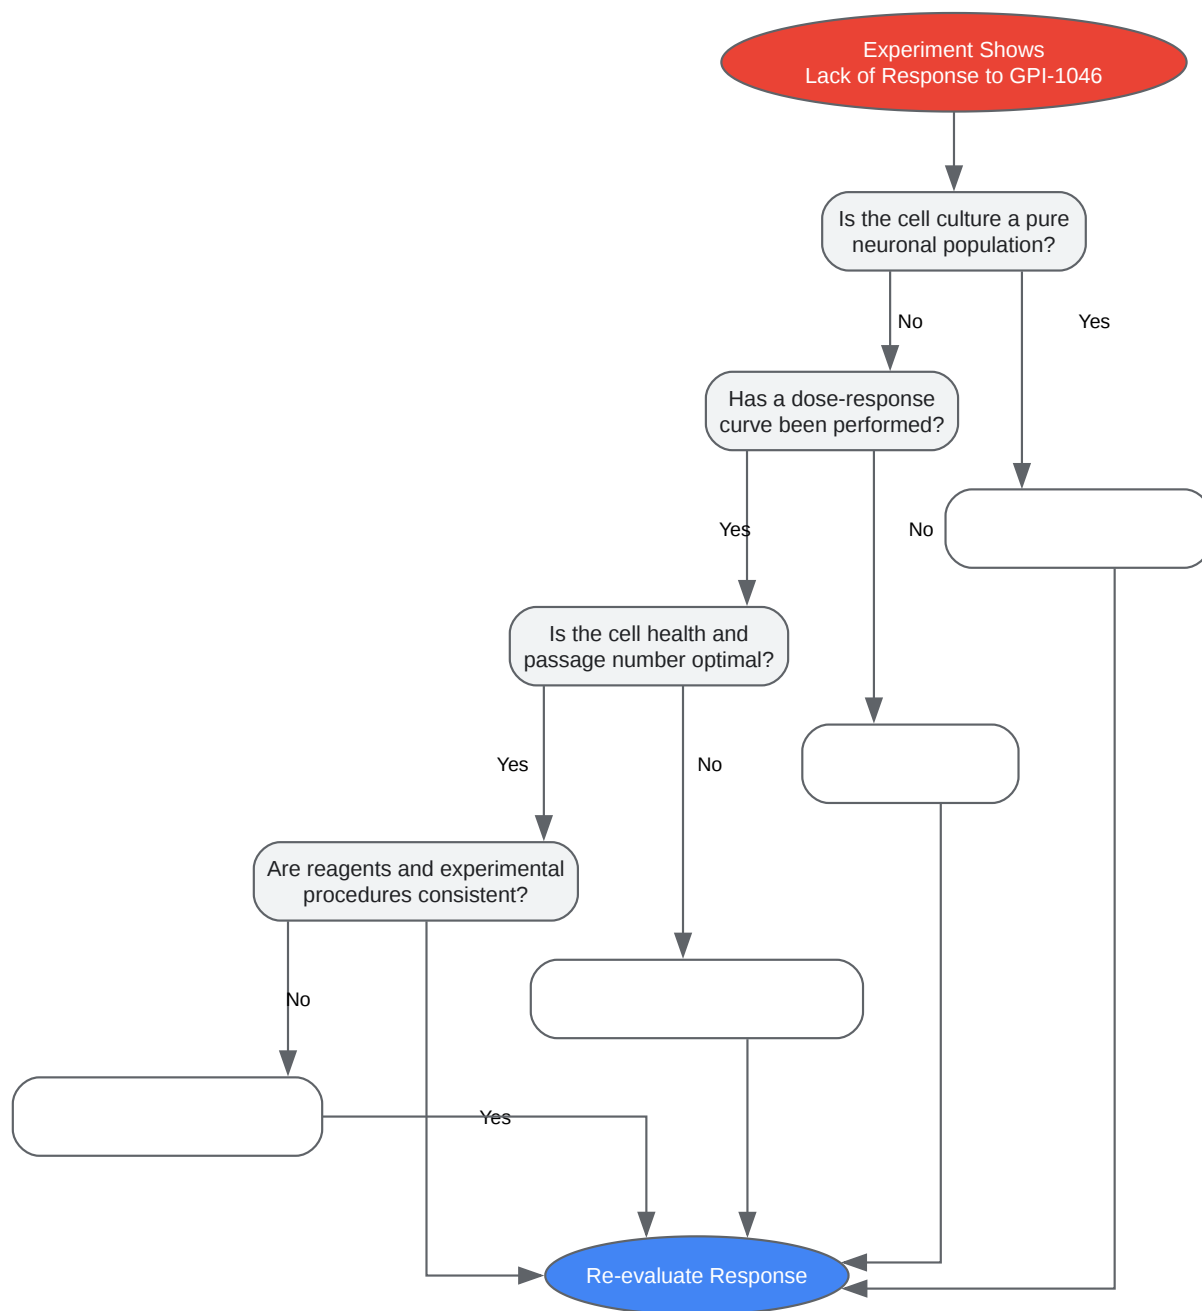 Experiment Shows
Lack of Response to GPI-1046
Is the cell culture a pure
neuronal population?
No
Yes
Has a dose-response
curve been performed?
Yes
No
Is the cell health and
passage number optimal?
Yes
No
Are reagents and experimental
procedures consistent?
No
Yes
Re-evaluate Response